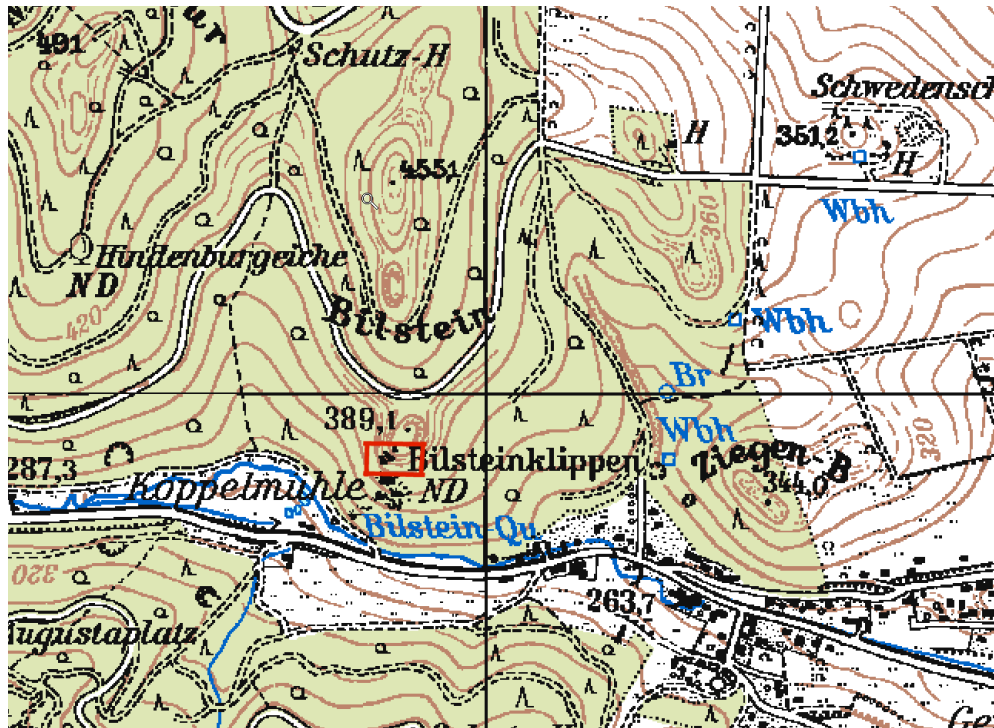 491
Schutz-H
Schwedensch
351,2
H
H
4551
Wbh
Hindenburgeiche
ND
360
420
Bilstein
Wbh
Br
389,1
Wbh
320
287,3
Bilsteinklippen
Ziegen-B
Koppelmühle
ND
344,0
Bilstein-Qu
320
263,7
Augustaplatz